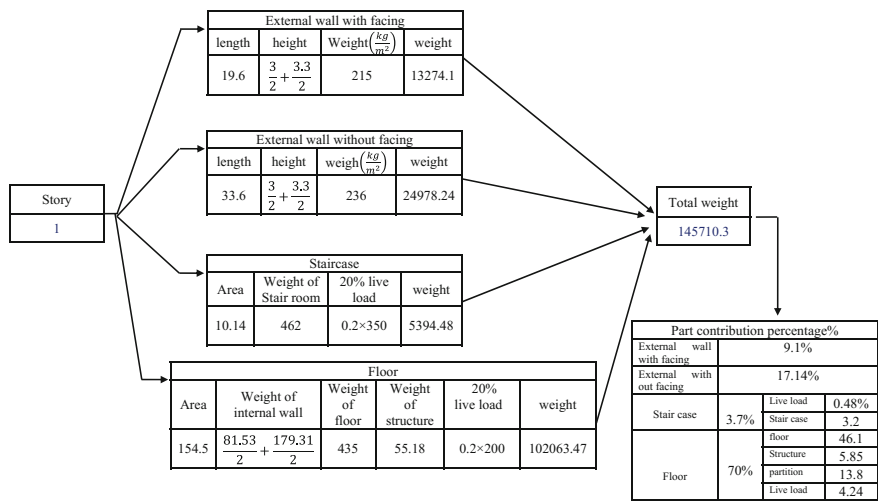 External wall with facing
length height Weight(kg/m²) weight
19.6 3/2 + 3.3/2 215 13274.1
External wall without facing
length height weigh(kg/m²) weight
33.6 3/2 + 3.3/2 236 24978.24
Story
1
Total weight
145710.3
Staircase
Area Weight of Stair room 20% live load weight
10.14 462 0.2×350 5394.48
Floor
Area Weight of internal wall Weight of floor Weight of structure 20% live load weight
154.5 81.53/2 + 179.31/2 435 55.18 0.2×200 102063.47
Part contribution percentage%
External wall with facing 9.1%
External with out facing 17.14%
Stair case 3.7% Live load 0.48%
Stair case 3.2
Floor 70% floor 46.1
Structure 5.85
partition 13.8
Live load 4.24